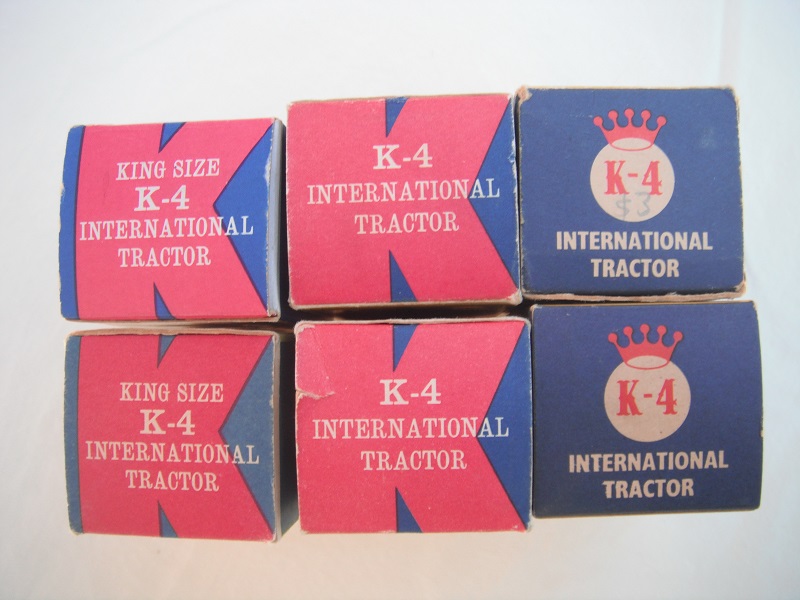 KING SIZE
K-4
INTERNATIONAL
TRACTOR
K-4
INTERNATIONAL
TRACTOR
K-4
$3
INTERNATIONAL
TRACTOR
KING SIZE
K-4
INTERNATIONAL
TRACTOR
K-4
INTERNATIONAL
TRACTOR
K-4
INTERNATIONAL
TRACTOR